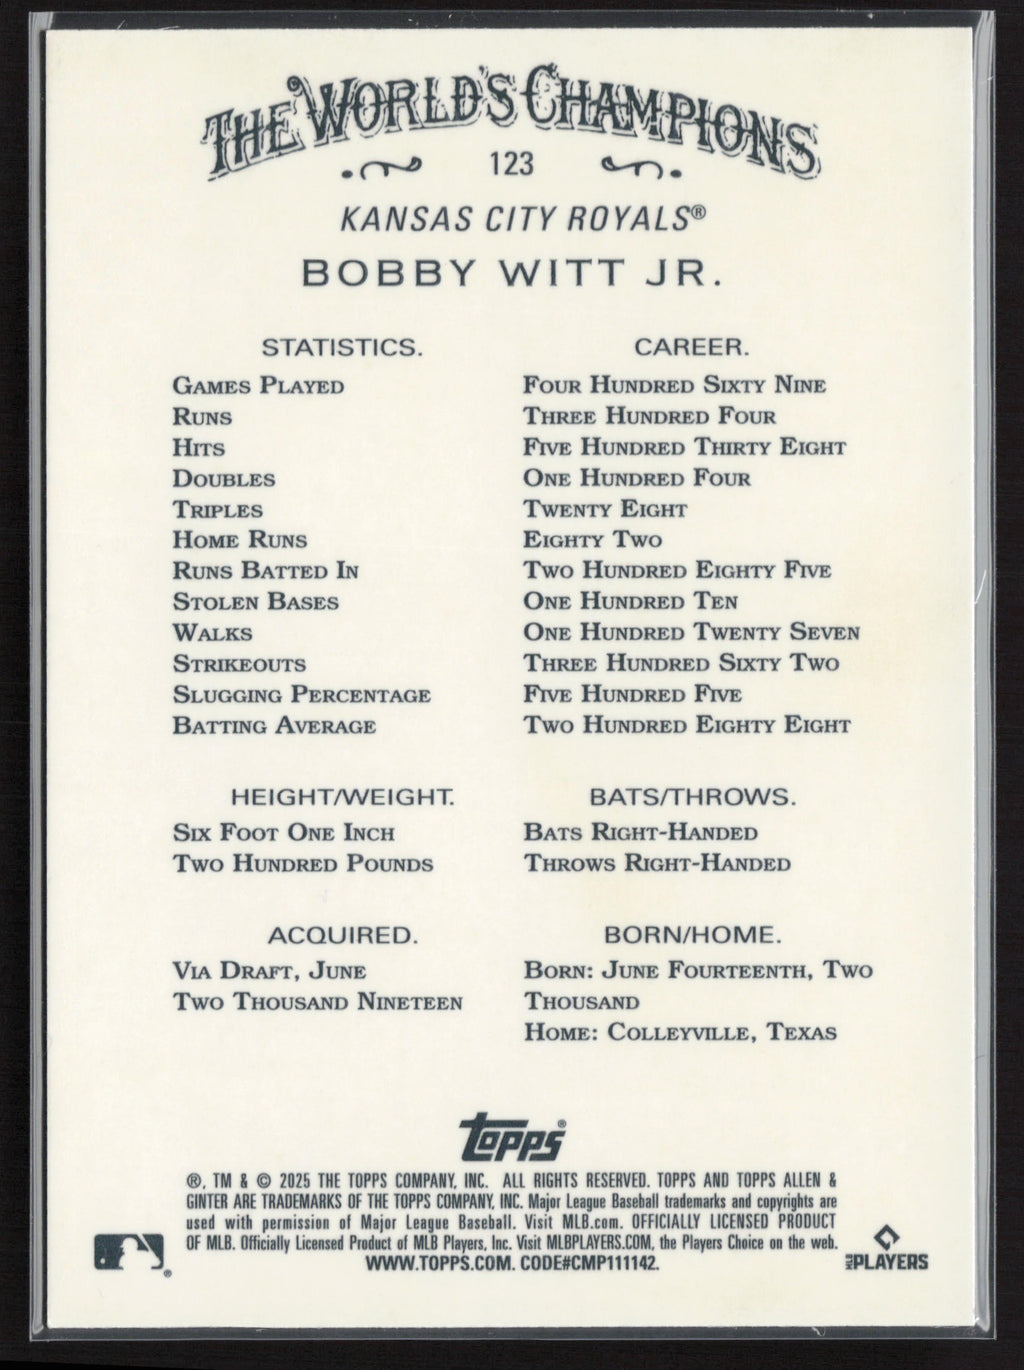 THE WORLD'S CHAMPIONS
123
KANSAS CITY ROYALS®
BOBBY WITT JR.
STATISTICS. CAREER.
GAMES PLAYED FOUR HUNDRED SIXTY NINE
RUNS THREE HUNDRED FOUR
HITS FIVE HUNDRED THIRTY EIGHT
DOUBLES ONE HUNDRED FOUR
TRIPLES TWENTY EIGHT
HOME RUNS EIGHTY TWO
RUNS BATTED IN TWO HUNDRED EIGHTY FIVE
STOLEN BASES ONE HUNDRED TEN
WALKS ONE HUNDRED TWENTY SEVEN
STRIKEOUTS THREE HUNDRED SIXTY TWO
SLUGGING PERCENTAGE FIVE HUNDRED FIVE
BATTING AVERAGE TWO HUNDRED EIGHTY EIGHT
HEIGHT/WEIGHT. BATS/THROWS.
SIX FOOT ONE INCH BATS RIGHT-HANDED
TWO HUNDRED POUNDS THROWS RIGHT-HANDED
ACQUIRED. BORN/HOME.
VIA DRAFT, JUNE BORN: JUNE FOURTEENTH, TWO
TWO THOUSAND NINETEEN THOUSAND
HOME: COLLEYVILLE, TEXAS
topps®
®, TM & © 2025 THE TOPPS COMPANY, INC. ALL RIGHTS RESERVED. TOPPS AND TOPPS ALLEN &
GINTER ARE TRADEMARKS OF THE TOPPS COMPANY, INC. Major League Baseball trademarks and copyrights are
used with permission of Major League Baseball. Visit MLB.com. OFFICIALLY LICENSED PRODUCT
OF MLB. Officially Licensed Product of MLB Players, Inc. Visit MLBPLAYERS.COM, the Players Choice on the web.
WWW.TOPPS.COM. CODE#CMP111142.
®
MLB PLAYERS